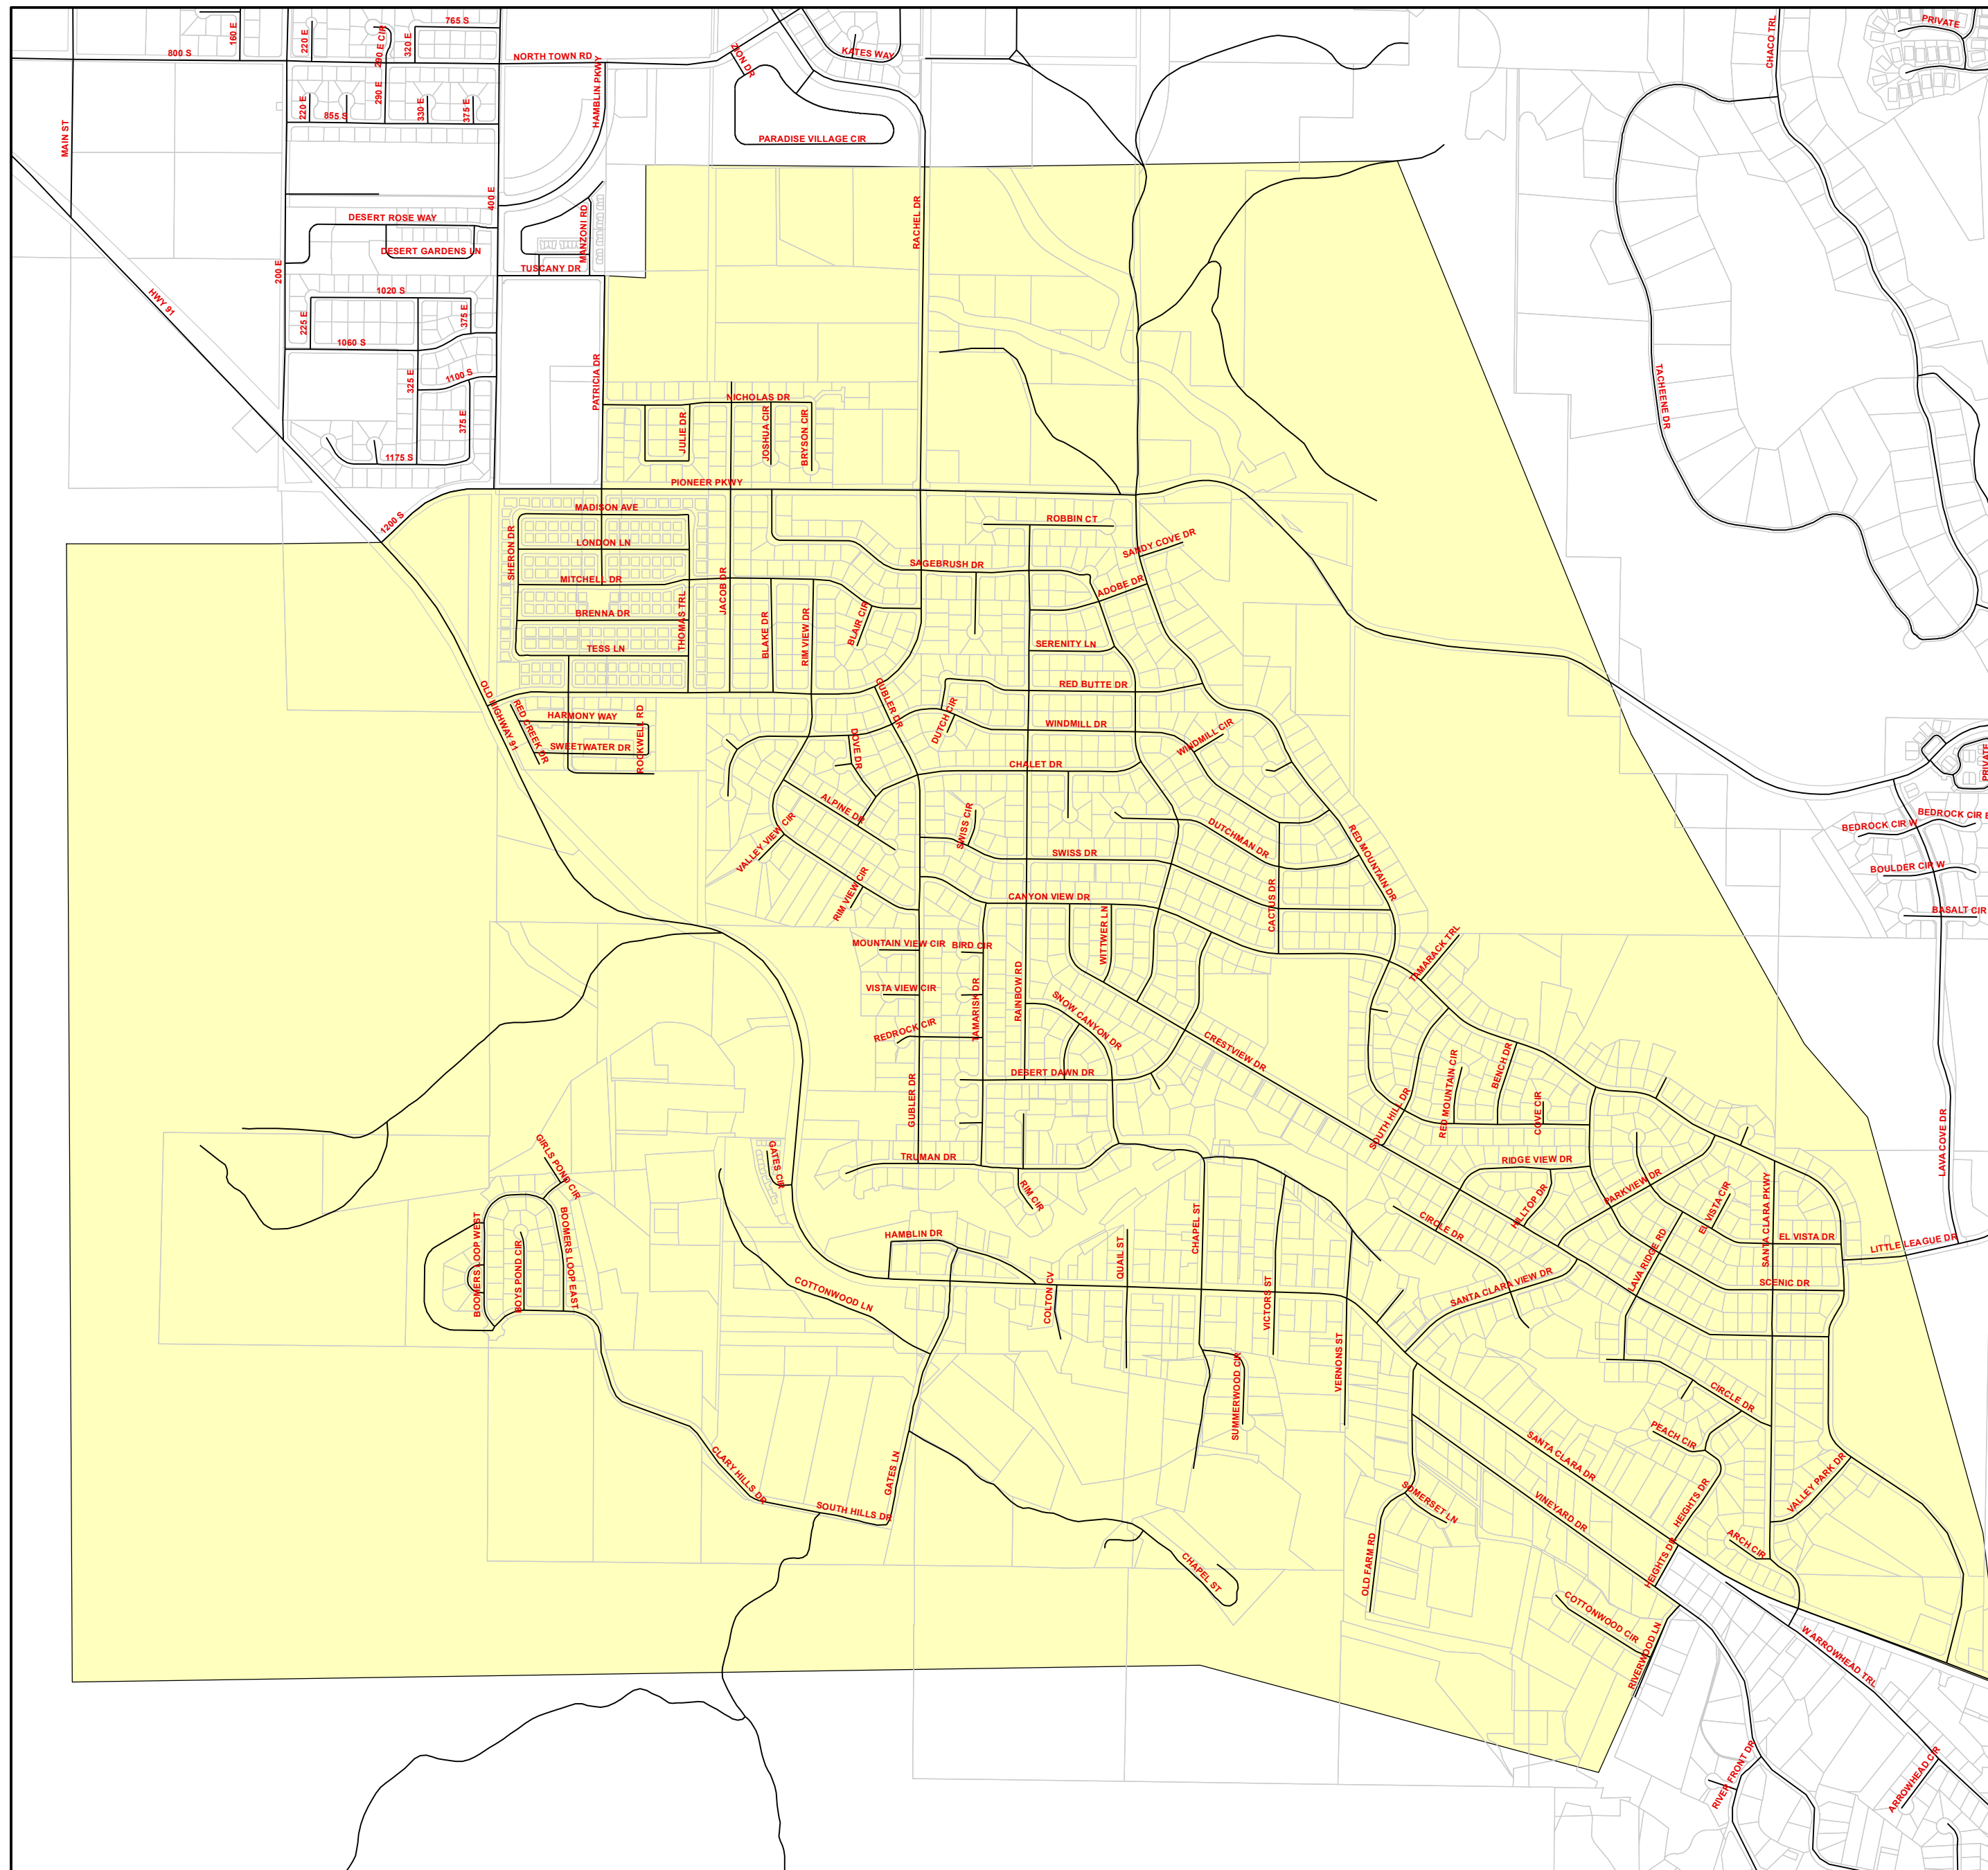 765 S
160 E
220 E
290 E CIR
320 E
800 S
NORTH TOWN RD
ZION DR
KATES WAY
CHACO TRL
PRIVATE
MAIN ST
220 E
290 E
330 E
375 E
855 S
HAMBLIN PKWY
PARADISE VILLAGE CIR
400 E
DESERT ROSE WAY
DESERT GARDENS LN
MANZONI RD
RACHEL DR
200 E
TUSCANY DR
1020 S
HWY 91
225 E
375 E
1060 S
325 E
1100 S
PATRICIA DR
TACHEENE DR
375 E
1175 S
NICHOLAS DR
JULIE DR
JOSHUA CIR
BRYSON CIR
PIONEER PKWY
1200 S
MADISON AVE
ROBBIN CT
SHERON DR
LONDON LN
SANDY COVE DR
MITCHELL DR
SAGEBRUSH DR
ADOBE DR
JACOB DR
BRENNA DR
THOMAS TRL
BLAKE DR
RIM VIEW DR
BLAIR CIR
TESS LN
SERENITY LN
RED BUTTE DR
OLD HIGHWAY 91
RED CREEK DR
HARMONY WAY
ROCKWELL RD
GUBLER DR
DUTCH CIR
WINDMILL DR
WINDMILL CIR
SWEETWATER DR
DOVE DR
CHALET DR
PRIVATE
ALPINE DR
VALLEY VIEW CIR
SWISS CIR
DUTCHMAN DR
RED MOUNTAIN DR
BEDROCK CIR W
BEDROCK CIR E
SWISS DR
BOULDER CIR W
RIM VIEW CIR
CANYON VIEW DR
CACTUS DR
BASALT CIR
WITTWER LN
MOUNTAIN VIEW CIR
BIRD CIR
TAMARACK TRL
VISTA VIEW CIR
TAMARISK DR
RAINBOW RD
SNOW CANYON DR
REDROCK CIR
CRESTVIEW DR
DESERT DAWN DR
GUBLER DR
SOUTH HILL DR
RED MOUNTAIN CIR
BENCH DR
COVE CIR
LAVA COVE DR
GIRLS POND CIR
GATES CIR
TRUMAN DR
RIDGE VIEW DR
RIM CIR
PARKVIEW DR
EL VISTA CIR
SANTA CLARA PKWY
HILLTOP DR
BOOMERS LOOP WEST
BOYS POND CIR
BOOMERS LOOP EAST
HAMBLIN DR
CHAPEL ST
QUAIL ST
CIRCLE DR
EL VISTA DR
LITTLE LEAGUE DR
LAVA RIDGE RD
SCENIC DR
COTTONWOOD LN
COLTON CV
VICTORS ST
SANTA CLARA VIEW DR
VERNONS ST
SUMMERWOOD CIR
CIRCLE DR
PEACH CIR
CLARY HILLS DR
GATES LN
SANTA CLARA DR
SOUTH HILLS DR
SOMERSET LN
VINEYARD DR
HEIGHTS DR
VALLEY PARK DR
ARCH CIR
HEIGHTS DR
OLD FARM RD
CHAPEL ST
COTTONWOOD CIR
RIVERWOOD LN
W ARROWHEAD TRL
RIVER FRONT DR
ARROWHEAD CIR